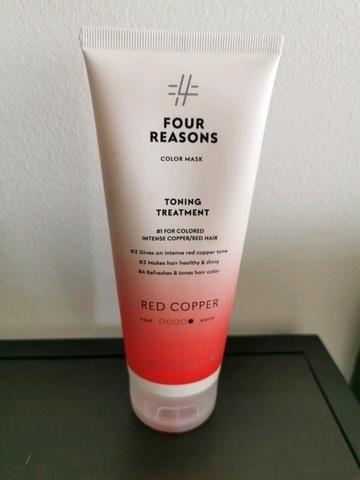 #4
FOUR
REASONS
COLOR MASK
TONING
TREATMENT
#1 FOR COLORED
INTENSE COPPER/RED HAIR
#2 Gives an intense red copper tone
#3 Makes hair healthy & shiny
#4 Refreshes & tones hair color
RED COPPER
cool warm